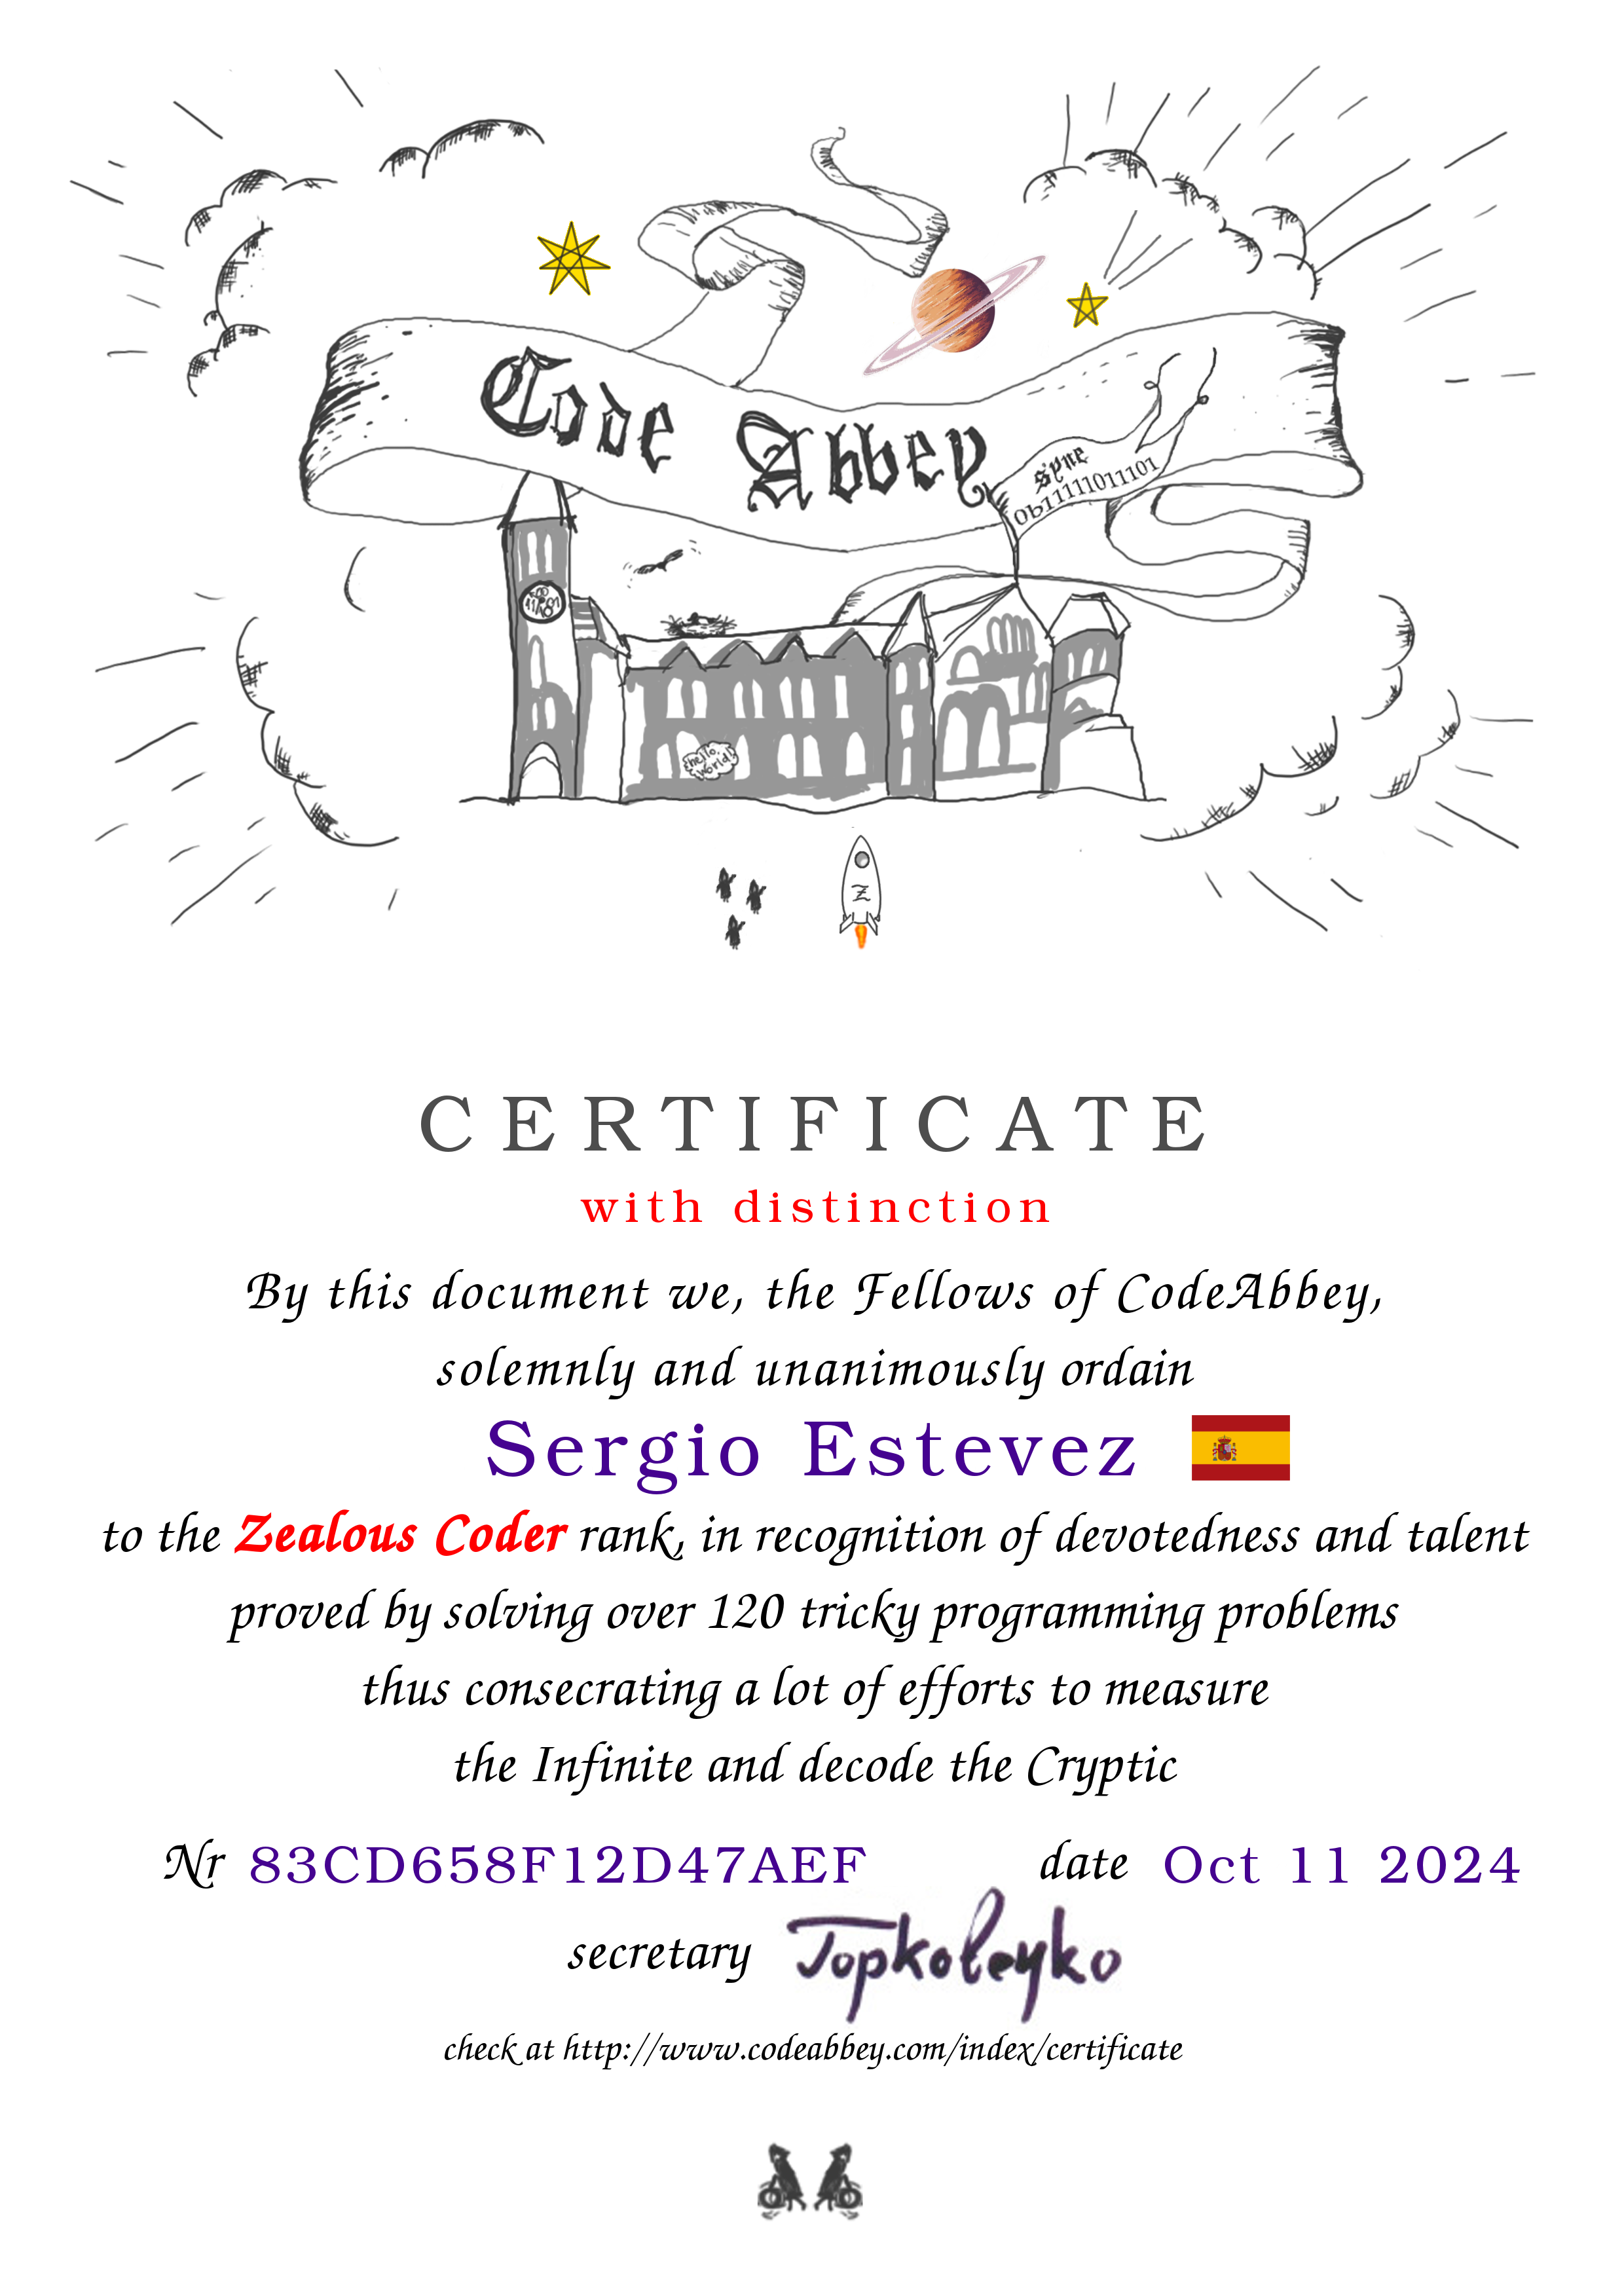 Code Abbey
syne
0b11111011101
hello,
world!
CERTIFICATE
with distinction
By this document we, the Fellows of CodeAbbey,
solemnly and unanimously ordain
Sergio Estevez
to the Zealous Coder rank, in recognition of devotedness and talent
proved by solving over 120 tricky programming problems
thus consecrating a lot of efforts to measure
the Infinite and decode the Cryptic
Nr 83CD658F12D47AEF date Oct 11 2024
secretary
check at http://www.codeabbey.com/index/certificate